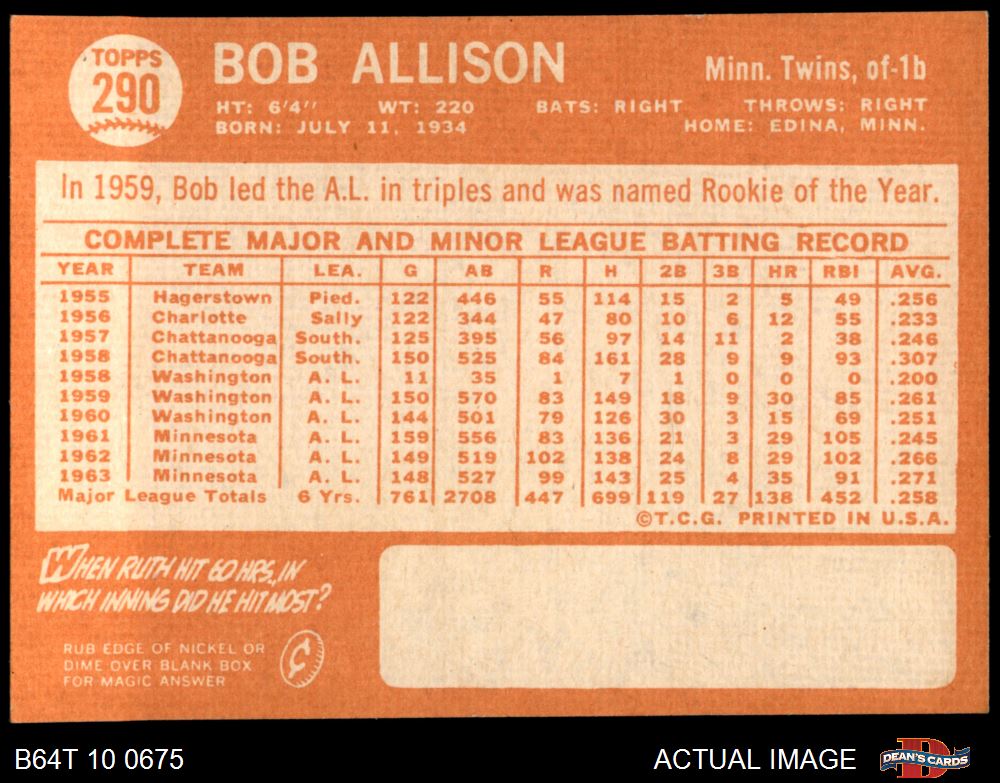 TOPPS
290
BOB ALLISON
Minn. Twins, of-1b
HT: 6'4" WT: 220 BATS: RIGHT THROWS: RIGHT
BORN: JULY 11, 1934 HOME: EDINA, MINN.
In 1959, Bob led the A.L. in triples and was named Rookie of the Year.
COMPLETE MAJOR AND MINOR LEAGUE BATTING RECORD
YEAR TEAM LEA. G AB R H 2B 3B HR RBI AVG.
1955 Hagerstown Pied. 122 446 55 114 15 2 5 49 .256
1956 Charlotte Sally 122 344 47 80 10 6 12 55 .233
1957 Chattanooga South. 125 395 56 97 14 11 2 38 .246
1958 Chattanooga South. 150 525 84 161 28 9 9 93 .307
1958 Washington A. L. 11 35 1 7 1 0 0 0 .200
1959 Washington A. L. 150 570 83 149 18 9 30 85 .261
1960 Washington A. L. 144 501 79 126 30 3 15 69 .251
1961 Minnesota A. L. 159 556 83 136 21 3 29 105 .245
1962 Minnesota A. L. 149 519 102 138 24 8 29 102 .266
1963 Minnesota A. L. 148 527 99 143 25 4 35 91 .271
Major League Totals 6 Yrs. 761 2708 447 699 119 27 138 452 .258
©T.C.G. PRINTED IN U.S.A.
WHEN RUTH HIT 60 HRS., IN
WHICH INNING DID HE HIT MOST?
RUB EDGE OF NICKEL OR
DIME OVER BLANK BOX
FOR MAGIC ANSWER
¢
B64T 10 0675 ACTUAL IMAGE
D
DEAN'S CARDS